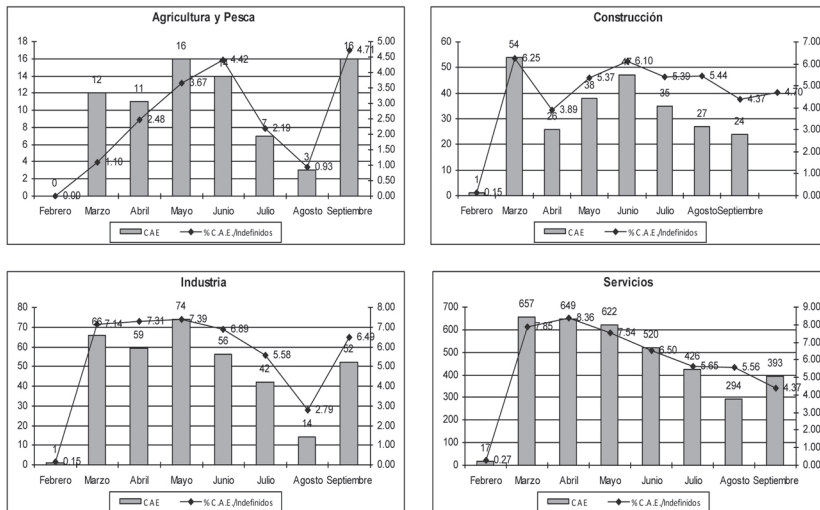 Agricultura y Pesca
18 16 14 12 10 8 6 4 2 0
5.00 4.50 4.00 3.50 3.00 2.50 2.00 1.50 1.00 0.50 0.00
0 12 11 16 14 7 3 16
0.00 1.10 2.48 3.67 4.42 2.19 0.93 4.71
Febrero Marzo Abril Mayo Junio Julio Agosto Septiembre
CAE % C.A.E./Indefinidos
Construcción
60 50 40 30 20 10 0
7.00 6.00 5.00 4.00 3.00 2.00 1.00 0.00
1 54 26 38 47 35 27 24
0.15 6.25 3.89 5.37 6.10 5.39 5.44 4.37 4.70
Febrero Marzo Abril Mayo Junio Julio Agosto Septiembre
CAE % C.A.E./Indefinidos
Industria
80 70 60 50 40 30 20 10 0
8.00 7.00 6.00 5.00 4.00 3.00 2.00 1.00 0.00
1 66 59 74 56 42 14 52
0.15 7.14 7.31 7.39 6.89 5.58 2.79 6.49
Febrero Marzo Abril Mayo Junio Julio Agosto Septiembre
CAE % C.A.E./Indefinidos
Servicios
700 600 500 400 300 200 100 0
9.00 8.00 7.00 6.00 5.00 4.00 3.00 2.00 1.00 0.00
17 657 649 622 520 426 294 393
0.27 7.85 8.36 7.54 6.50 5.65 5.56 4.37
Febrero Marzo Abril Mayo Junio Julio Agosto Septiembre
CAE % C.A.E./Indefinidos